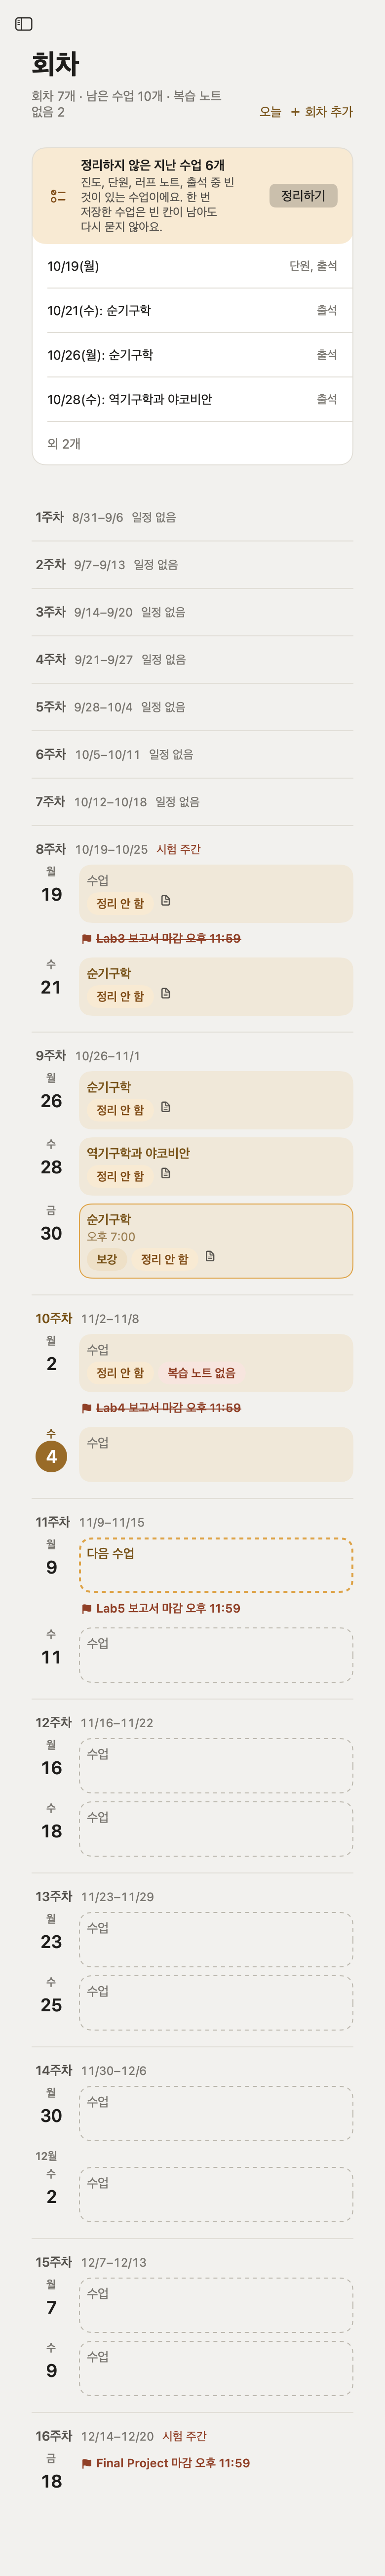 회차
회차 7개 · 남은 수업 10개 · 복습 노트
없음 2
오늘 + 회차 추가
정리하지 않은 지난 수업 6개
진도, 단원, 러프 노트, 출석 중 빈
것이 있는 수업이에요. 한 번
저장한 수업은 빈 칸이 남아도
다시 묻지 않아요.
정리하기
10/19(월) 단원, 출석
10/21(수): 순기구학 출석
10/26(월): 순기구학 출석
10/28(수): 역기구학과 야코비안 출석
외 2개
1주차 8/31–9/6 일정 없음
2주차 9/7–9/13 일정 없음
3주차 9/14–9/20 일정 없음
4주차 9/21–9/27 일정 없음
5주차 9/28–10/4 일정 없음
6주차 10/5–10/11 일정 없음
7주차 10/12–10/18 일정 없음
8주차 10/19–10/25 시험 주간
월
19
수업
정리 안 함
Lab3 보고서 마감 오후 11:59
수
21
순기구학
정리 안 함
9주차 10/26–11/1
월
26
순기구학
정리 안 함
수
28
역기구학과 야코비안
정리 안 함
금
30
순기구학
오후 7:00
보강 정리 안 함
10주차 11/2–11/8
월
2
수업
정리 안 함 복습 노트 없음
Lab4 보고서 마감 오후 11:59
수
4
수업
11주차 11/9–11/15
월
9
다음 수업
Lab5 보고서 마감 오후 11:59
수
11
수업
12주차 11/16–11/22
월
16
수업
수
18
수업
13주차 11/23–11/29
월
23
수업
수
25
수업
14주차 11/30–12/6
월
30
수업
12월
수
2
수업
15주차 12/7–12/13
월
7
수업
수
9
수업
16주차 12/14–12/20 시험 주간
금
18
Final Project 마감 오후 11:59